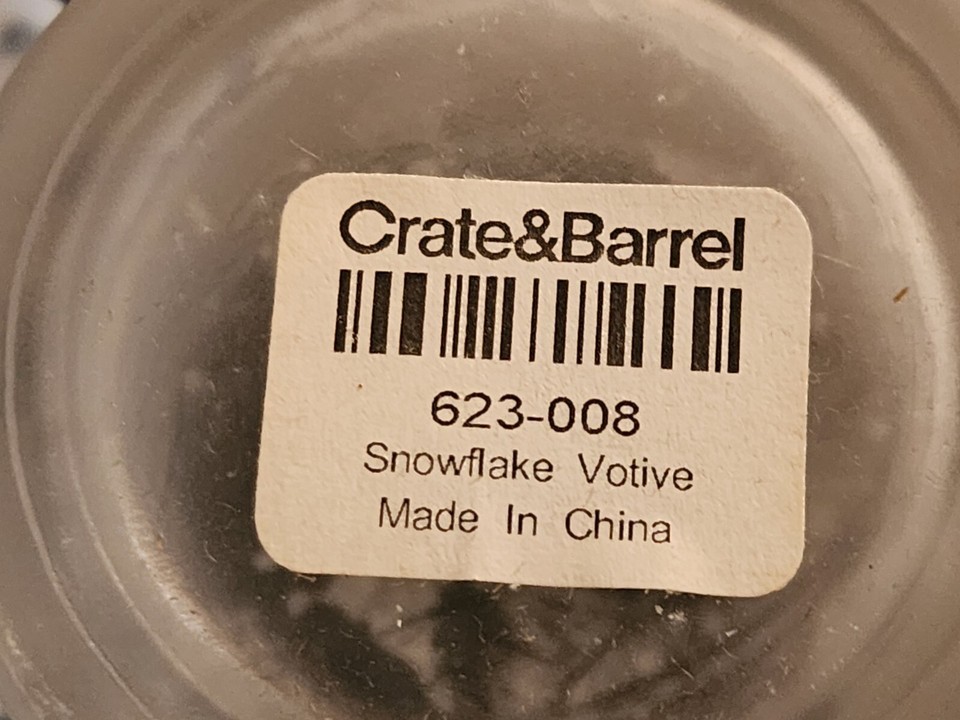 Crate&Barrel
623-008
Snowflake Votive
Made In China